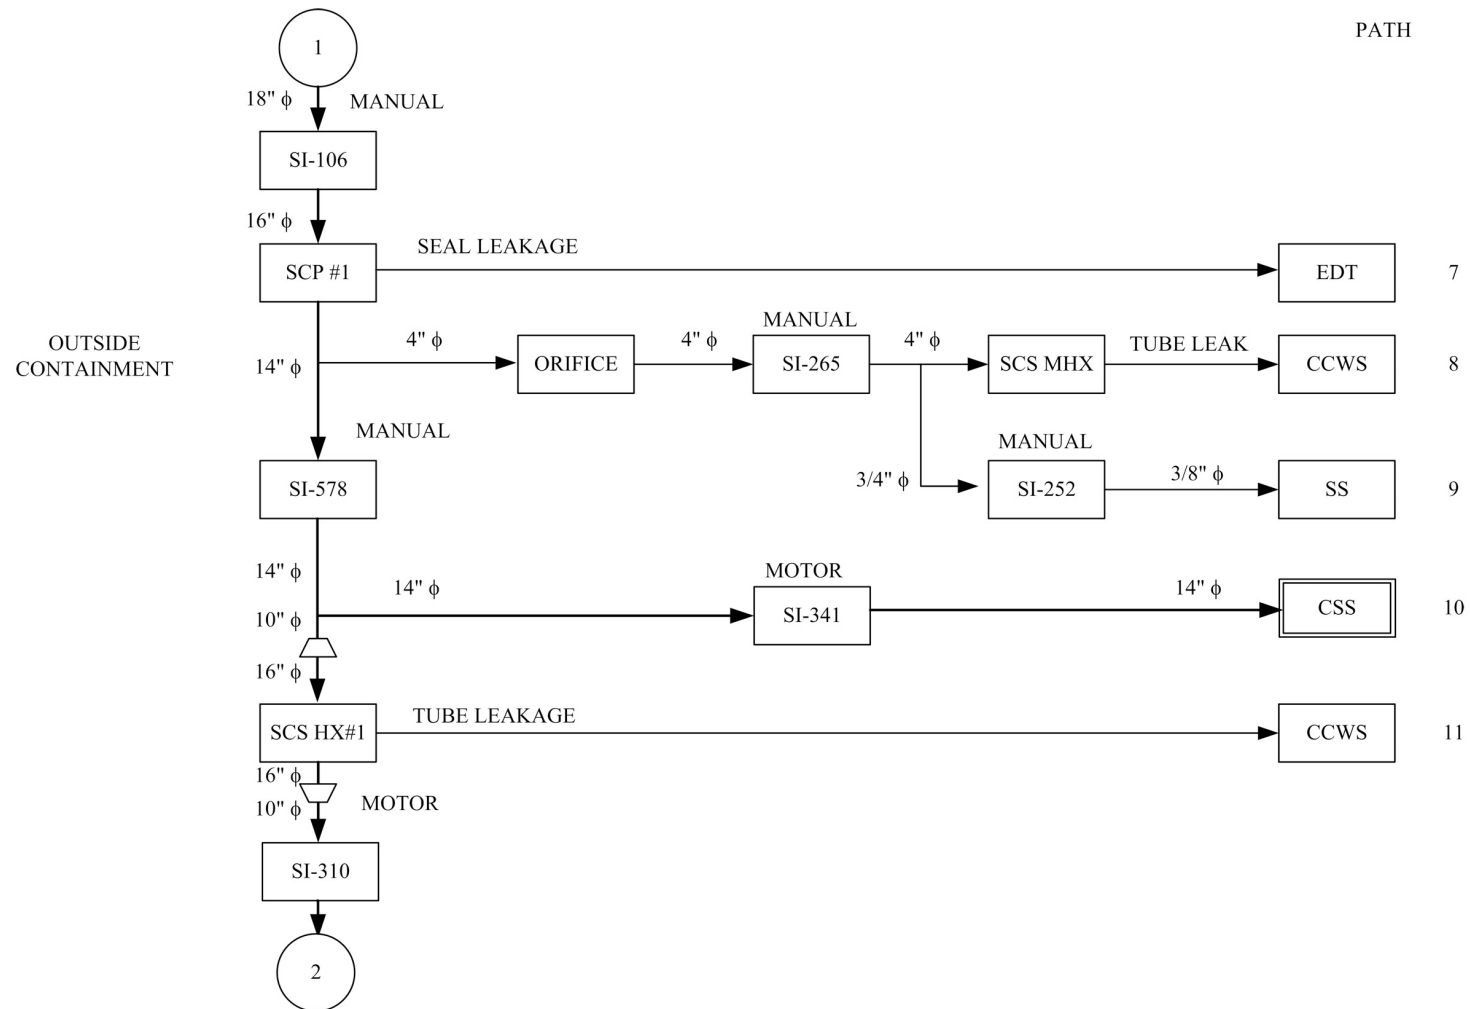 1
PATH
18" ϕ
MANUAL
SI-106
16" ϕ
SCP #1
SEAL LEAKAGE
EDT
7
OUTSIDE
CONTAINMENT
14" ϕ
4" ϕ
ORIFICE
4" ϕ
MANUAL
SI-265
4" ϕ
SCS MHX
TUBE LEAK
CCWS
8
MANUAL
SI-578
3/4" ϕ
MANUAL
SI-252
3/8" ϕ
SS
9
14" ϕ
14" ϕ
MOTOR
SI-341
14" ϕ
CSS
10
10" ϕ
16" ϕ
SCS HX#1
TUBE LEAKAGE
CCWS
11
16" ϕ
10" ϕ
MOTOR
SI-310
2